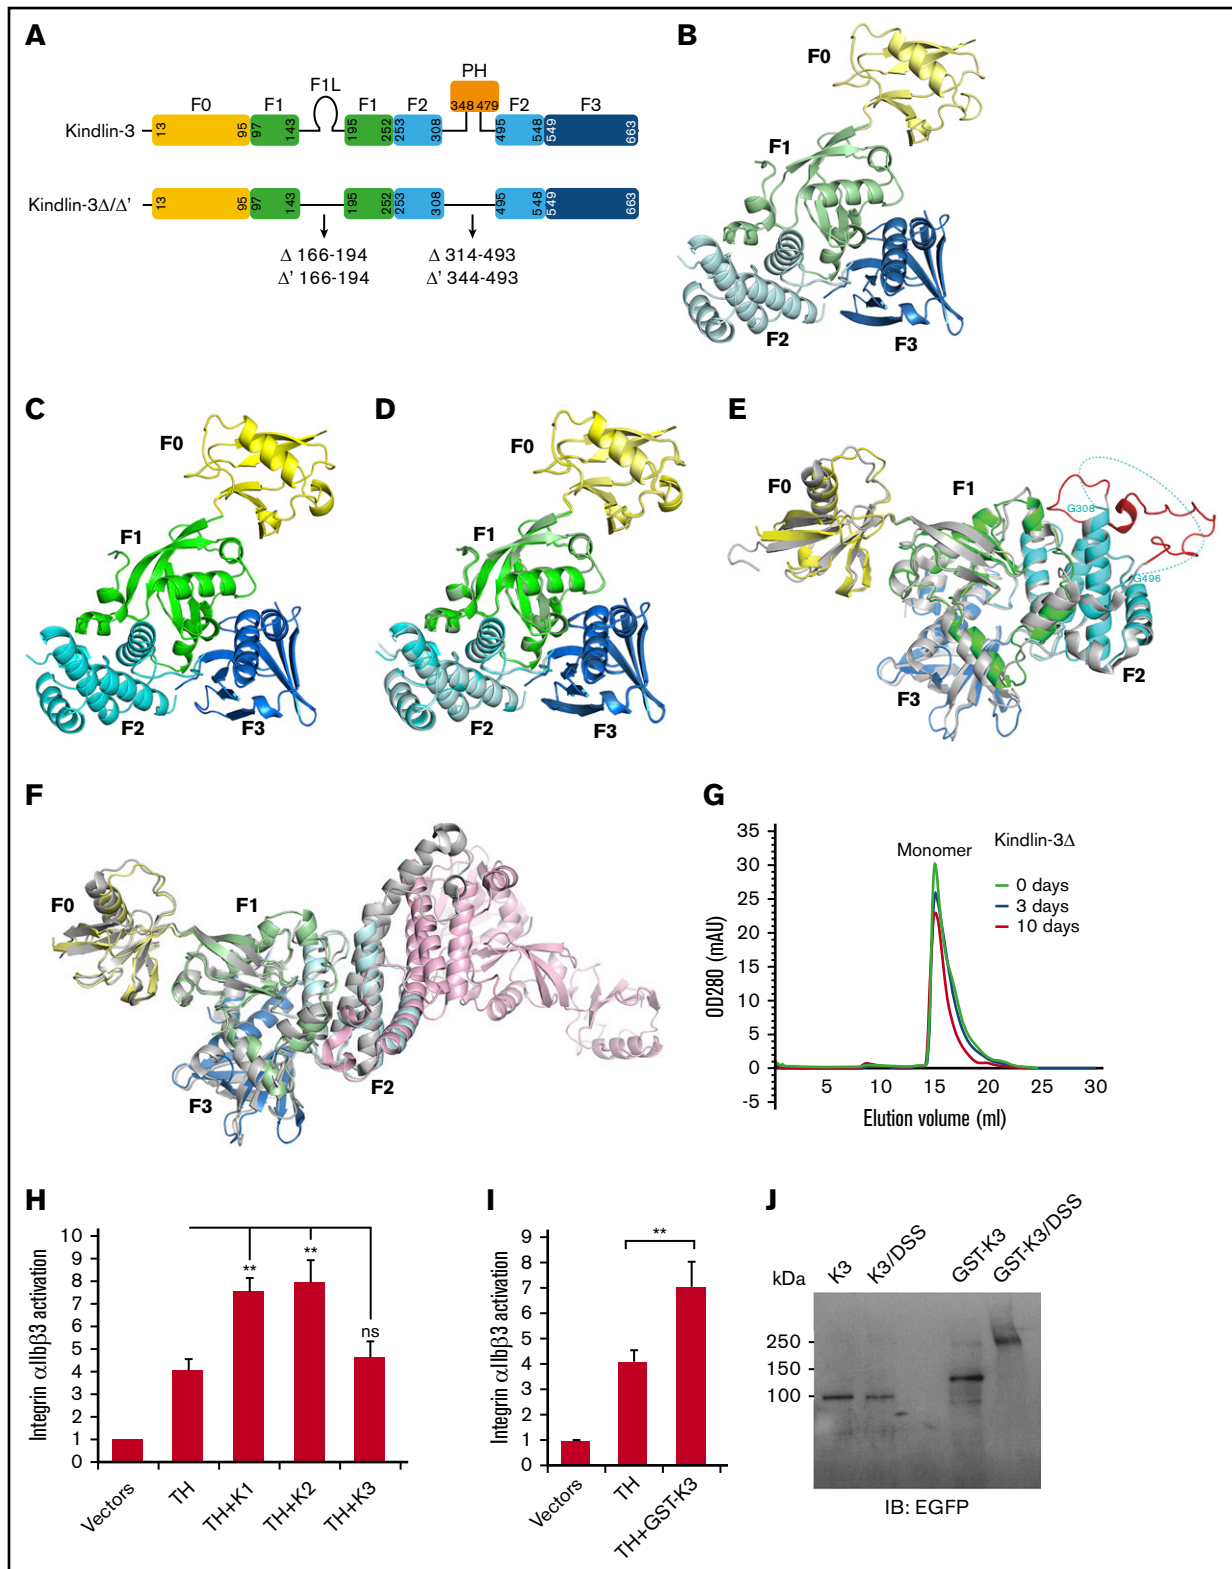 A
F0 F1 F1L F1 F2 PH F2 F3
Kindlin-3 13 95 97 143 195 252 253 308 348 479 495 548 549 663
Kindlin-3Δ/Δ' 13 95 97 143 195 252 253 308 495 548 549 663
Δ 166-194 Δ 314-493
Δ' 166-194 Δ' 344-493
B
F0
F1
F2
F3
C
F0
F1
F2
F3
D
F0
F1
F2
F3
E
F0
F1
G308
G496
F2
F3
F
F0
F1
F2
F3
G
35
30
25
20
15
10
5
0
-5
OD280 (mAU)
Monomer
Kindlin-3Δ
0 days
3 days
10 days
5 10 15 20 25 30
Elution volume (ml)
H
Integrin αIIbβ3 activation
10
9
8
7
6
5
4
3
2
1
0
**
**
ns
Vectors
TH
TH+K1
TH+K2
TH+K3
I
Integrin αIIbβ3 activation
9
8
7
6
5
4
3
2
1
0
**
Vectors
TH
TH+GST-K3
J
kDa
K3
K3/DSS
GST-K3
GST-K3/DSS
250
150
100
IB: EGFP